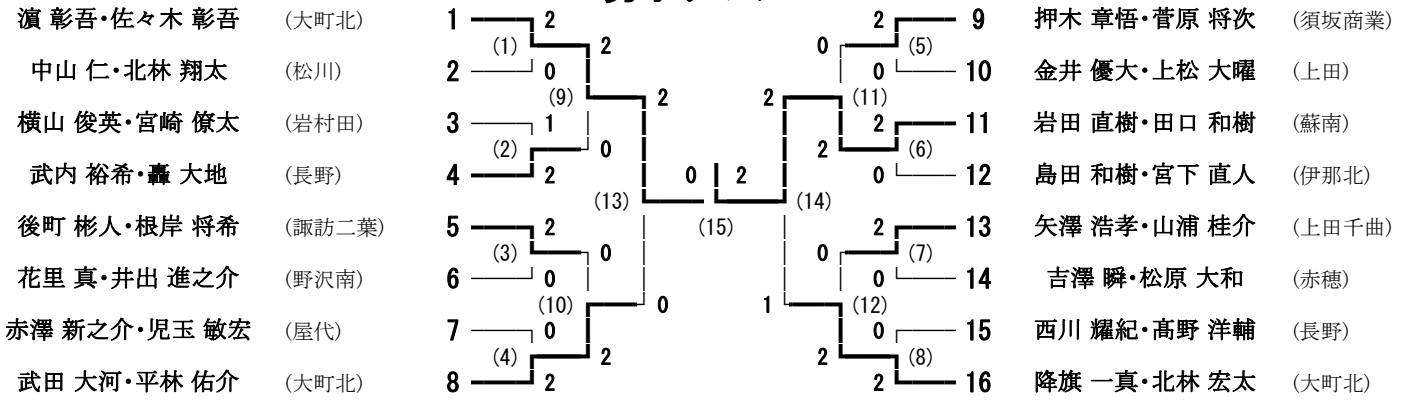 濵 彰吾・佐々木 彰吾 (大町北) 1 2 2 9 押木 章悟・菅原 将次 (須坂商業)
(1) 2 0 (5)
中山 仁・北林 翔太 (松川) 2 0 0 10 金井 優大・上松 大曜 (上田)
(9) 2 2 (11)
横山 俊英・宮崎 僚太 (岩村田) 3 1 2 11 岩田 直樹・田口 和樹 (蘇南)
(2) 0 2 (6)
武内 裕希・轟 大地 (長野) 4 2 0 2 0 12 島田 和樹・宮下 直人 (伊那北)
(13) (14)
後町 彬人・根岸 将希 (諏訪二葉) 5 2 (15) 2 13 矢澤 浩孝・山浦 桂介 (上田千曲)
(3) 0 0 (7)
花里 真・井出 進之介 (野沢南) 6 0 0 14 吉澤 瞬・松原 大和 (赤穂)
(10) 0 1 (12)
赤澤 新之介・児玉 敏宏 (屋代) 7 0 0 15 西川 耀紀・髙野 洋輔 (長野)
(4) 2 2 (8)
武田 大河・平林 佑介 (大町北) 8 2 2 16 降旗 一真・北林 宏太 (大町北)